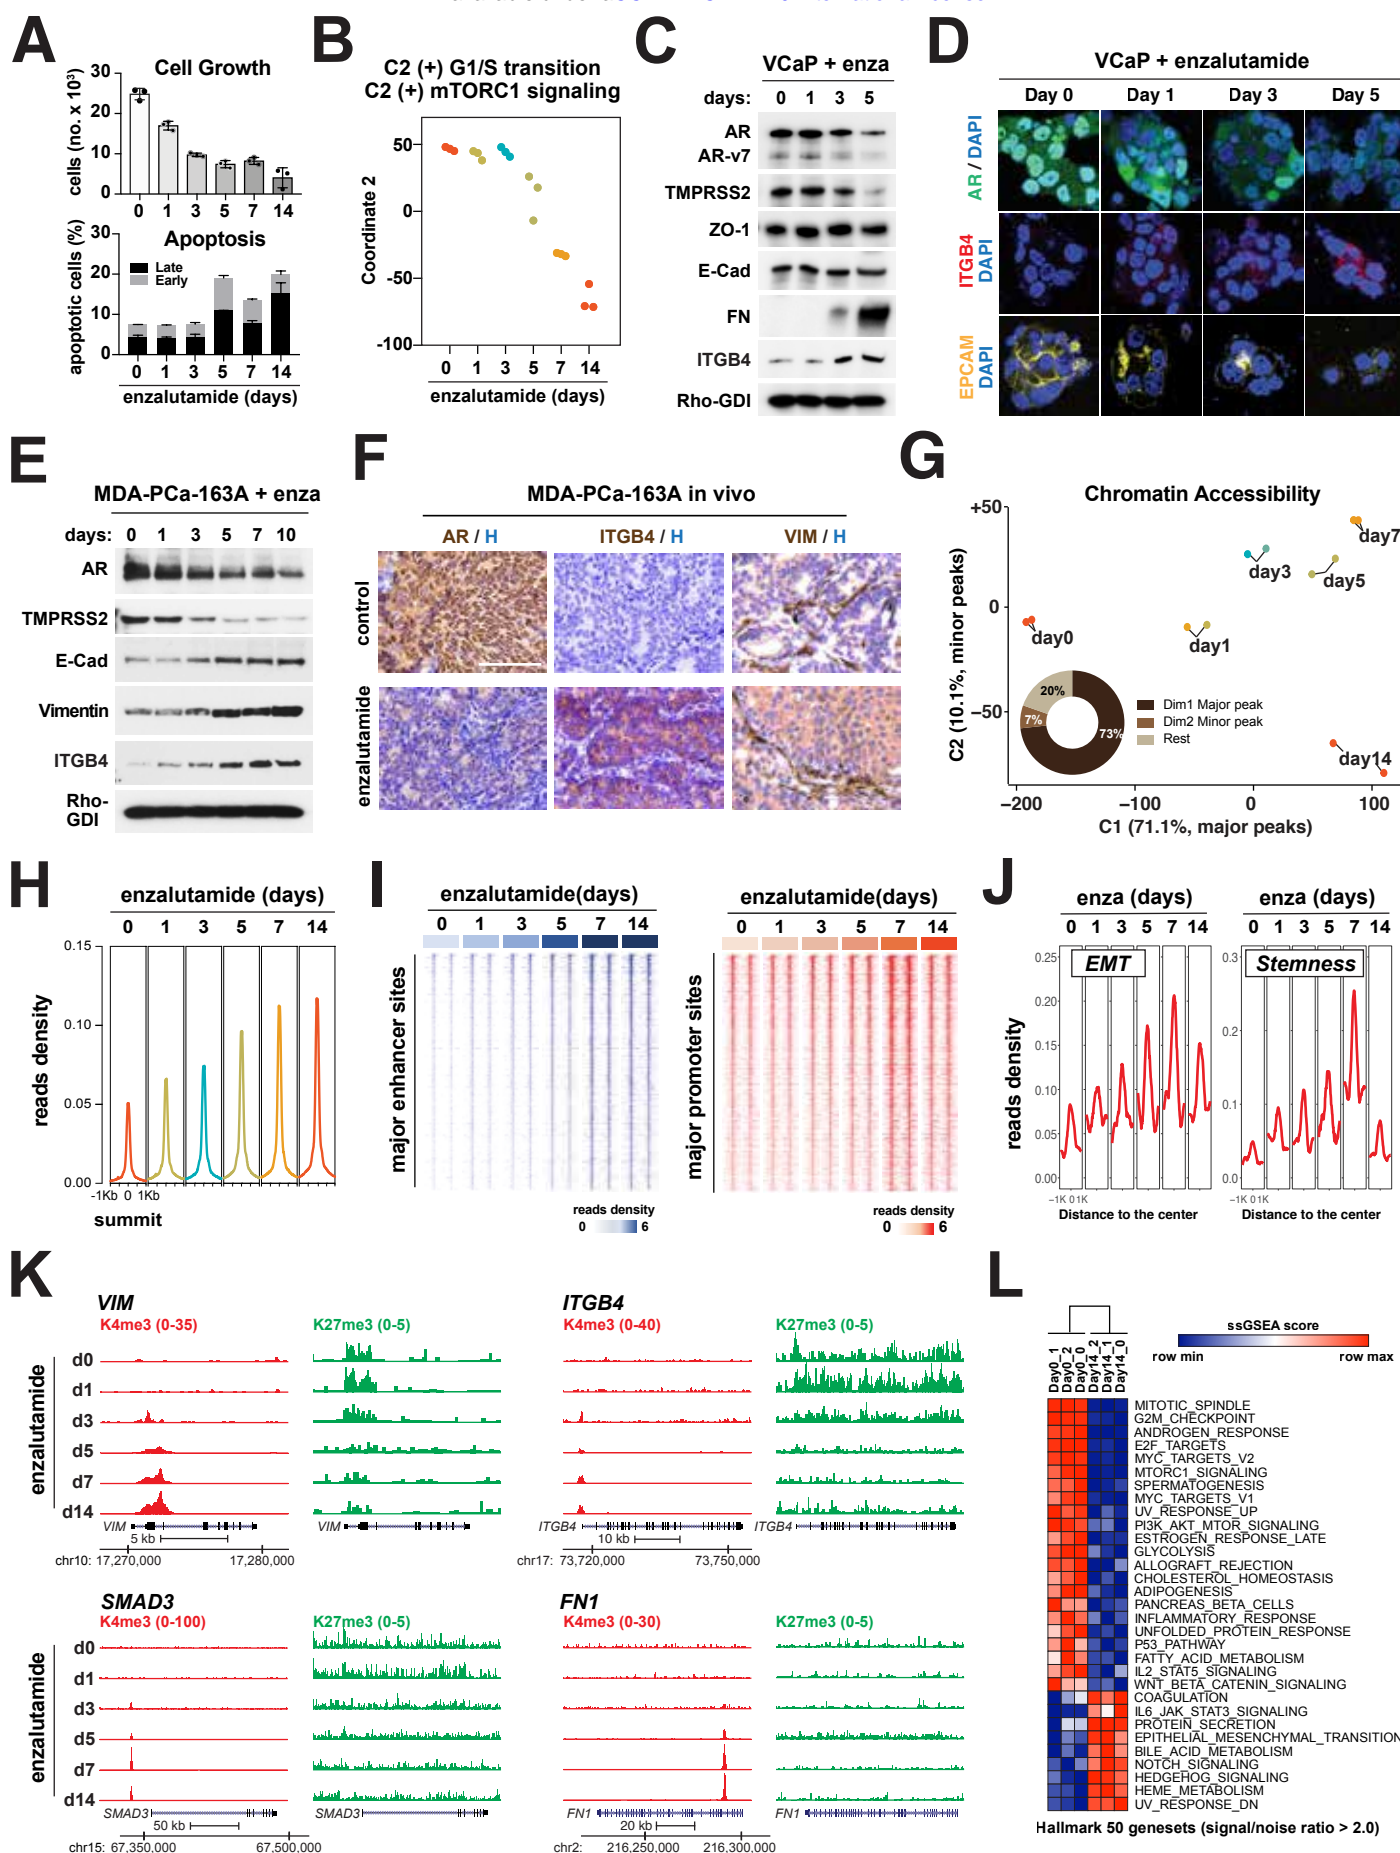 A
Cell Growth
cells (no. x 10³)
30
20
10
0
0 1 3 5 7 14
Apoptosis
apoptotic cells (%)
30
20
10
0
Late
Early
0 1 3 5 7 14
enzalutamide (days)
B
C2 (+) G1/S transition
C2 (+) mTORC1 signaling
Coordinate 2
50
0
-50
-100
0 1 3 5 7 14
enzalutamide (days)
C
VCaP + enza
days: 0 1 3 5
AR
AR-v7
TMPRSS2
ZO-1
E-Cad
FN
ITGB4
Rho-GDI
D
VCaP + enzalutamide
Day 0 Day 1 Day 3 Day 5
AR / DAPI
ITGB4
DAPI
EPCAM
DAPI
E
MDA-PCa-163A + enza
days: 0 1 3 5 7 10
AR
TMPRSS2
E-Cad
Vimentin
ITGB4
Rho-
GDI
F
MDA-PCa-163A in vivo
AR / H ITGB4 / H VIM / H
control
enzalutamide
G
Chromatin Accessibility
C2 (10.1%, minor peaks)
+50
0
−50
day0
day1
day3
day5
day7
day14
20%
7%
73%
Dim1 Major peak
Dim2 Minor peak
Rest
−200 −100 0 100
C1 (71.1%, major peaks)
H
enzalutamide (days)
0 1 3 5 7 14
reads density
0.15
0.10
0.05
0.00
-1Kb 0 1Kb
summit
I
enzalutamide(days)
0 1 3 5 7 14
major enhancer sites
reads density
0 6
enzalutamide(days)
0 1 3 5 7 14
major promoter sites
reads density
0 6
J
enza (days)
0 1 3 5 7 14
EMT
reads density
0.25
0.20
0.15
0.10
0.05
0.00
−1K 01K
Distance to the center
enza (days)
0 1 3 5 7 14
Stemness
0.3
0.2
0.1
0.0
−1K 01K
Distance to the center
K
VIM
K4me3 (0-35) K27me3 (0-5)
enzalutamide
d0
d1
d3
d5
d7
d14
VIM VIM
5 kb
chr10: 17,270,000 17,280,000
ITGB4
K4me3 (0-40) K27me3 (0-5)
ITGB4 ITGB4
10 kb
chr17: 73,720,000 73,750,000
SMAD3
K4me3 (0-100) K27me3 (0-5)
enzalutamide
d0
d1
d3
d5
d7
d14
SMAD3 SMAD3
50 kb
chr15: 67,350,000 67,500,000
FN1
K4me3 (0-30) K27me3 (0-5)
FN1 FN1
20 kb
chr2: 216,250,000 216,300,000
L
ssGSEA score
row min row max
Day0_1
Day0_2
Day0_0
Day14_2
Day14_1
Day14_0
MITOTIC_SPINDLE
G2M_CHECKPOINT
ANDROGEN_RESPONSE
E2F_TARGETS
MYC_TARGETS_V2
MTORC1_SIGNALING
SPERMATOGENESIS
MYC_TARGETS_V1
UV_RESPONSE_UP
PI3K_AKT_MTOR_SIGNALING
ESTROGEN_RESPONSE_LATE
GLYCOLYSIS
ALLOGRAFT_REJECTION
CHOLESTEROL_HOMEOSTASIS
ADIPOGENESIS
PANCREAS_BETA_CELLS
INFLAMMATORY_RESPONSE
UNFOLDED_PROTEIN_RESPONSE
P53_PATHWAY
FATTY_ACID_METABOLISM
IL2_STAT5_SIGNALING
WNT_BETA_CATENIN_SIGNALING
COAGULATION
IL6_JAK_STAT3_SIGNALING
PROTEIN_SECRETION
EPITHELIAL_MESENCHYMAL_TRANSITION
BILE_ACID_METABOLISM
NOTCH_SIGNALING
HEDGEHOG_SIGNALING
HEME_METABOLISM
UV_RESPONSE_DN
Hallmark 50 genesets (signal/noise ratio > 2.0)